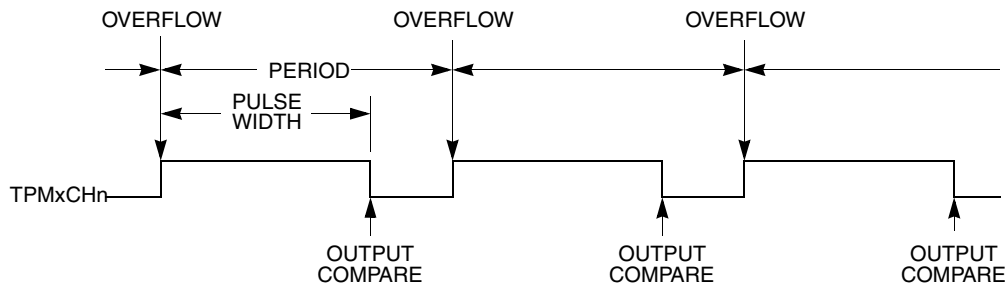 OVERFLOW OVERFLOW OVERFLOW
PERIOD
PULSE
WIDTH
TPMxCHn
OUTPUT OUTPUT OUTPUT
COMPARE COMPARE COMPARE